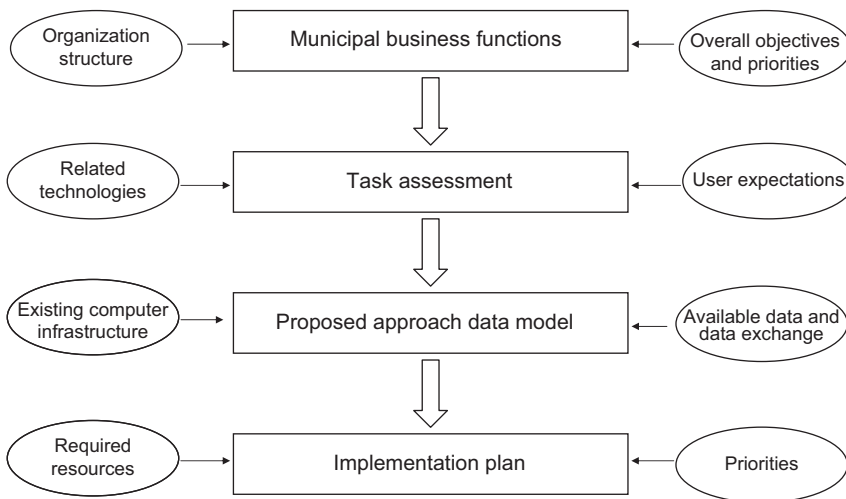 Organization
structure
Municipal business functions
Overall objectives
and priorities
Related
technologies
Task assessment
User expectations
Existing computer
infrastructure
Proposed approach data model
Available data and
data exchange
Required
resources
Implementation plan
Priorities